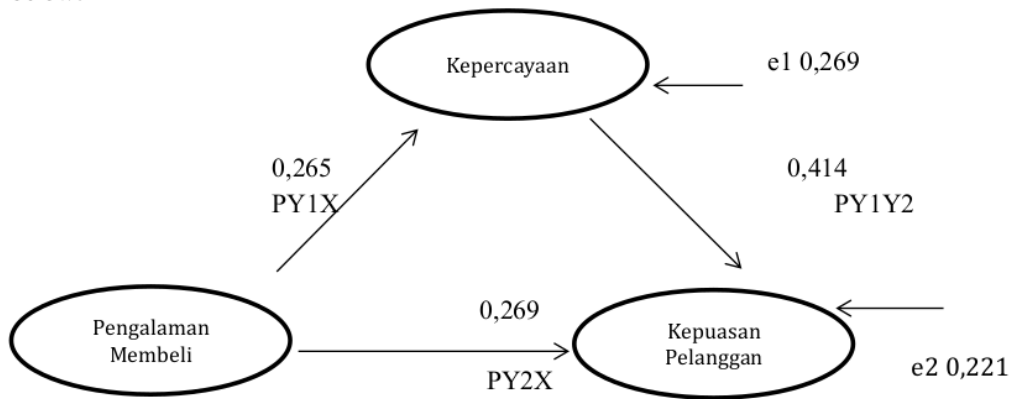 Kepercayaan
e1 0,269
0,265
PY1X
0,414
PY1Y2
Pengalaman
Membeli
0,269
PY2X
Kepuasan
Pelanggan
e2 0,221